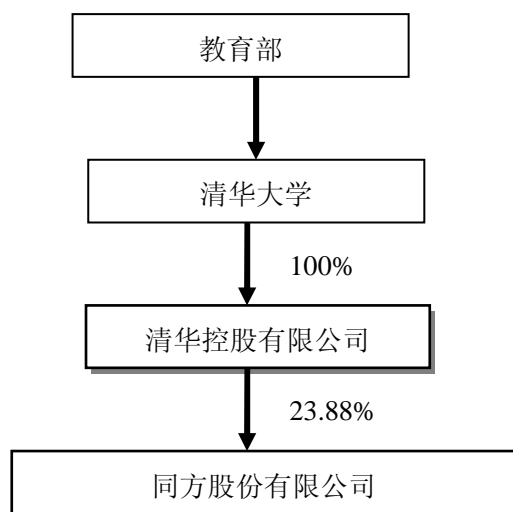 教育部
清华大学
100%
清华控股有限公司
23.88%
同方股份有限公司